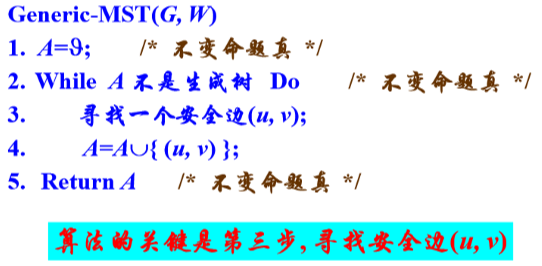 Generic-MST(G, W)
1. A=ϑ; /* 不变命题真 */
2. While A 不是生成树 Do /* 不变命题真 */
3. 寻找一个安全边(u, v);
4. A=A∪{ (u, v) };
5. Return A /* 不变命题真 */
算法的关键是第三步, 寻找安全边(u, v)